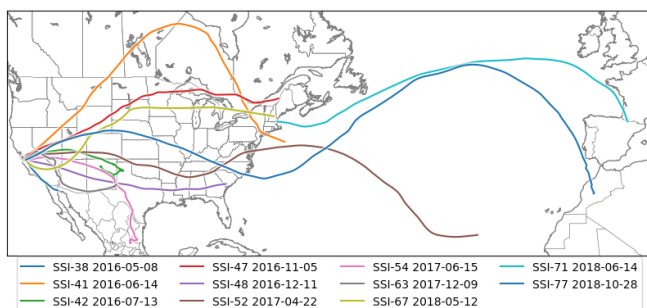 SSI-38 2016-05-08
SSI-41 2016-06-14
SSI-42 2016-07-13
SSI-47 2016-11-05
SSI-48 2016-12-11
SSI-52 2017-04-22
SSI-54 2017-06-15
SSI-63 2017-12-09
SSI-67 2018-05-12
SSI-71 2018-06-14
SSI-77 2018-10-28